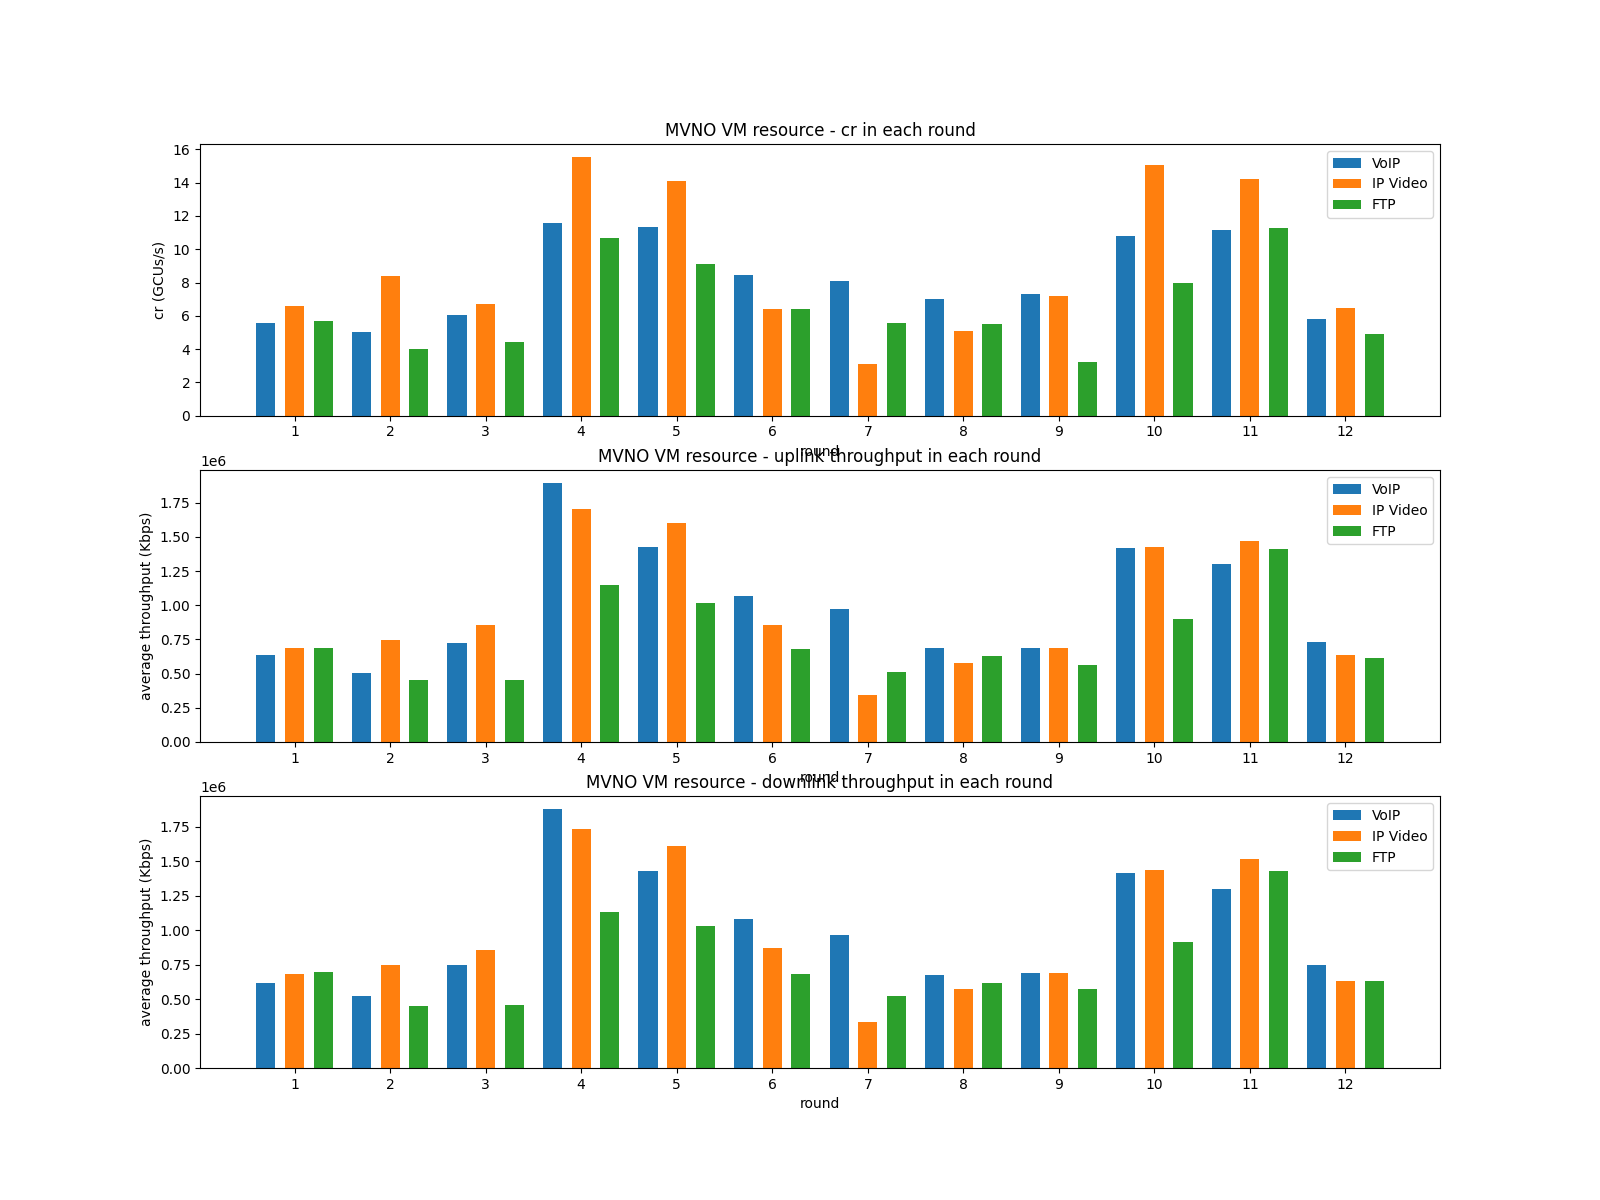 MVNO VM resource - cr in each round
cr (GCUs/s)
16
14
12
10
8
6
4
2
0
VoIP
IP Video
FTP
1 2 3 4 5 6 7 8 9 10 11 12
round
MVNO VM resource - uplink throughput in each round
1e6
average throughput (Kbps)
1.75
1.50
1.25
1.00
0.75
0.50
0.25
0.00
VoIP
IP Video
FTP
1 2 3 4 5 6 7 8 9 10 11 12
round
MVNO VM resource - downlink throughput in each round
1e6
average throughput (Kbps)
1.75
1.50
1.25
1.00
0.75
0.50
0.25
0.00
VoIP
IP Video
FTP
1 2 3 4 5 6 7 8 9 10 11 12
round